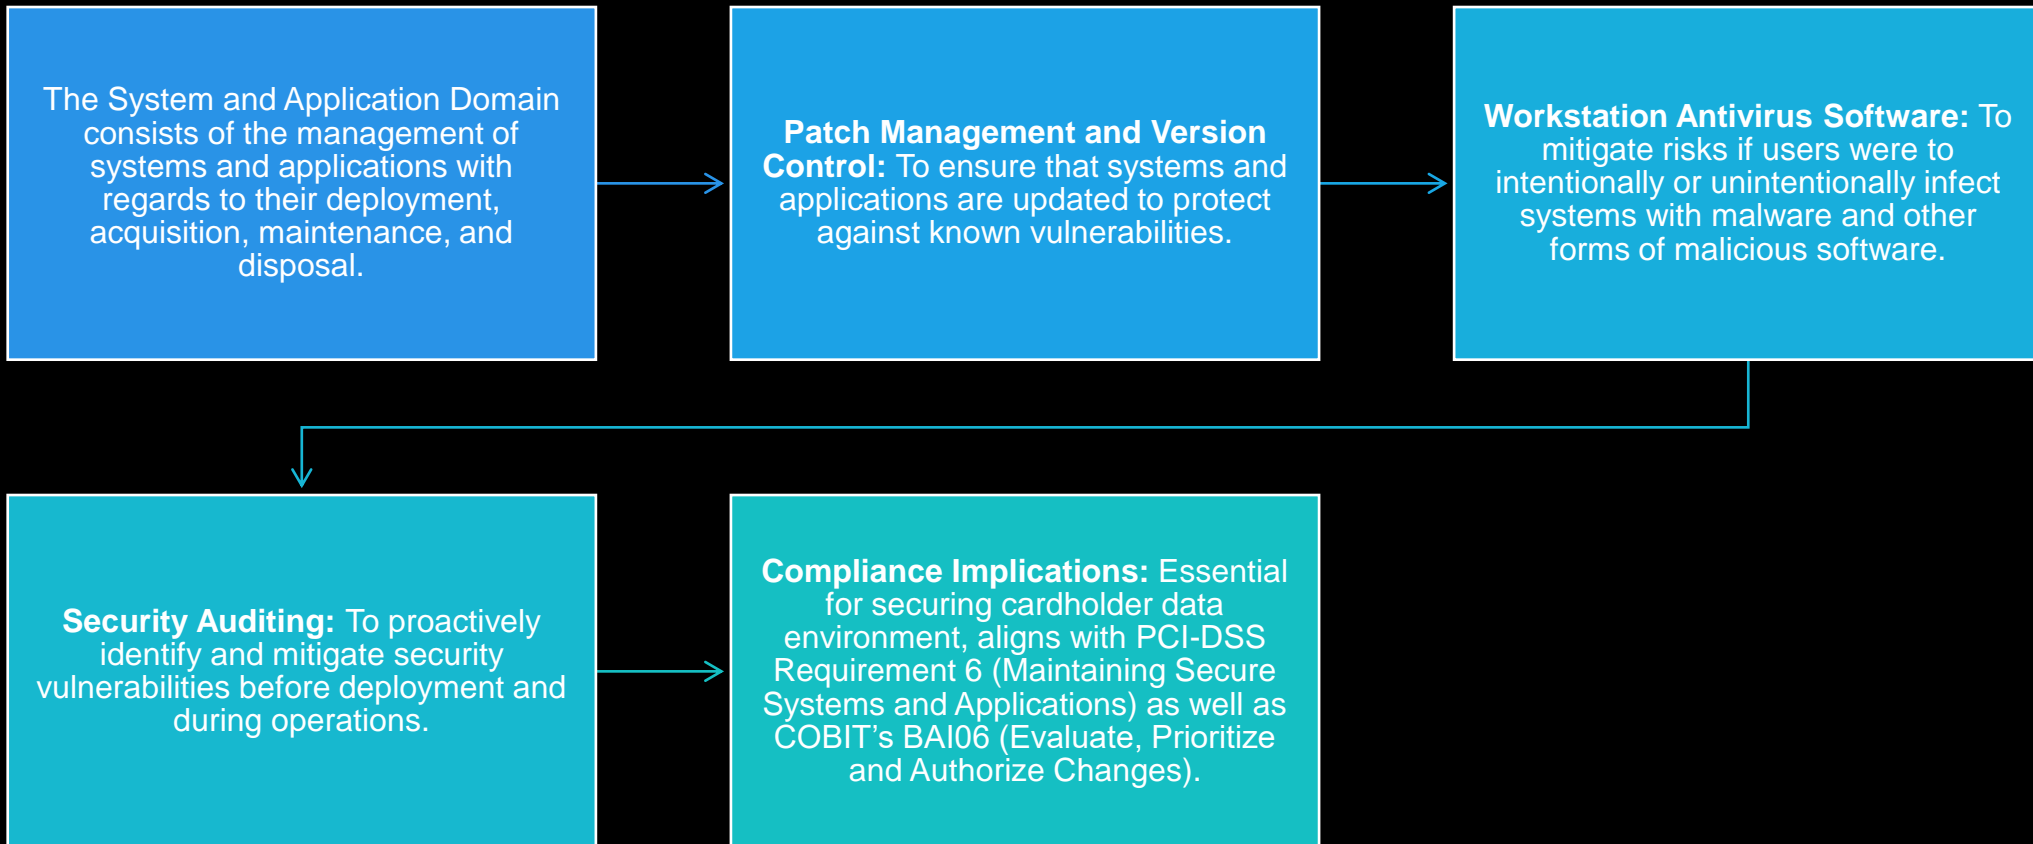 The System and Application Domain
consists of the management of
systems and applications with
regards to their deployment,
acquisition, maintenance, and
disposal.
Patch Management and Version
Control: To ensure that systems and
applications are updated to protect
against known vulnerabilities.
Workstation Antivirus Software: To
mitigate risks if users were to
intentionally or unintentionally infect
systems with malware and other
forms of malicious software.
Security Auditing: To proactively
identify and mitigate security
vulnerabilities before deployment and
during operations.
Compliance Implications: Essential
for securing cardholder data
environment, aligns with PCI-DSS
Requirement 6 (Maintaining Secure
Systems and Applications) as well as
COBIT’s BAI06 (Evaluate, Prioritize
and Authorize Changes).